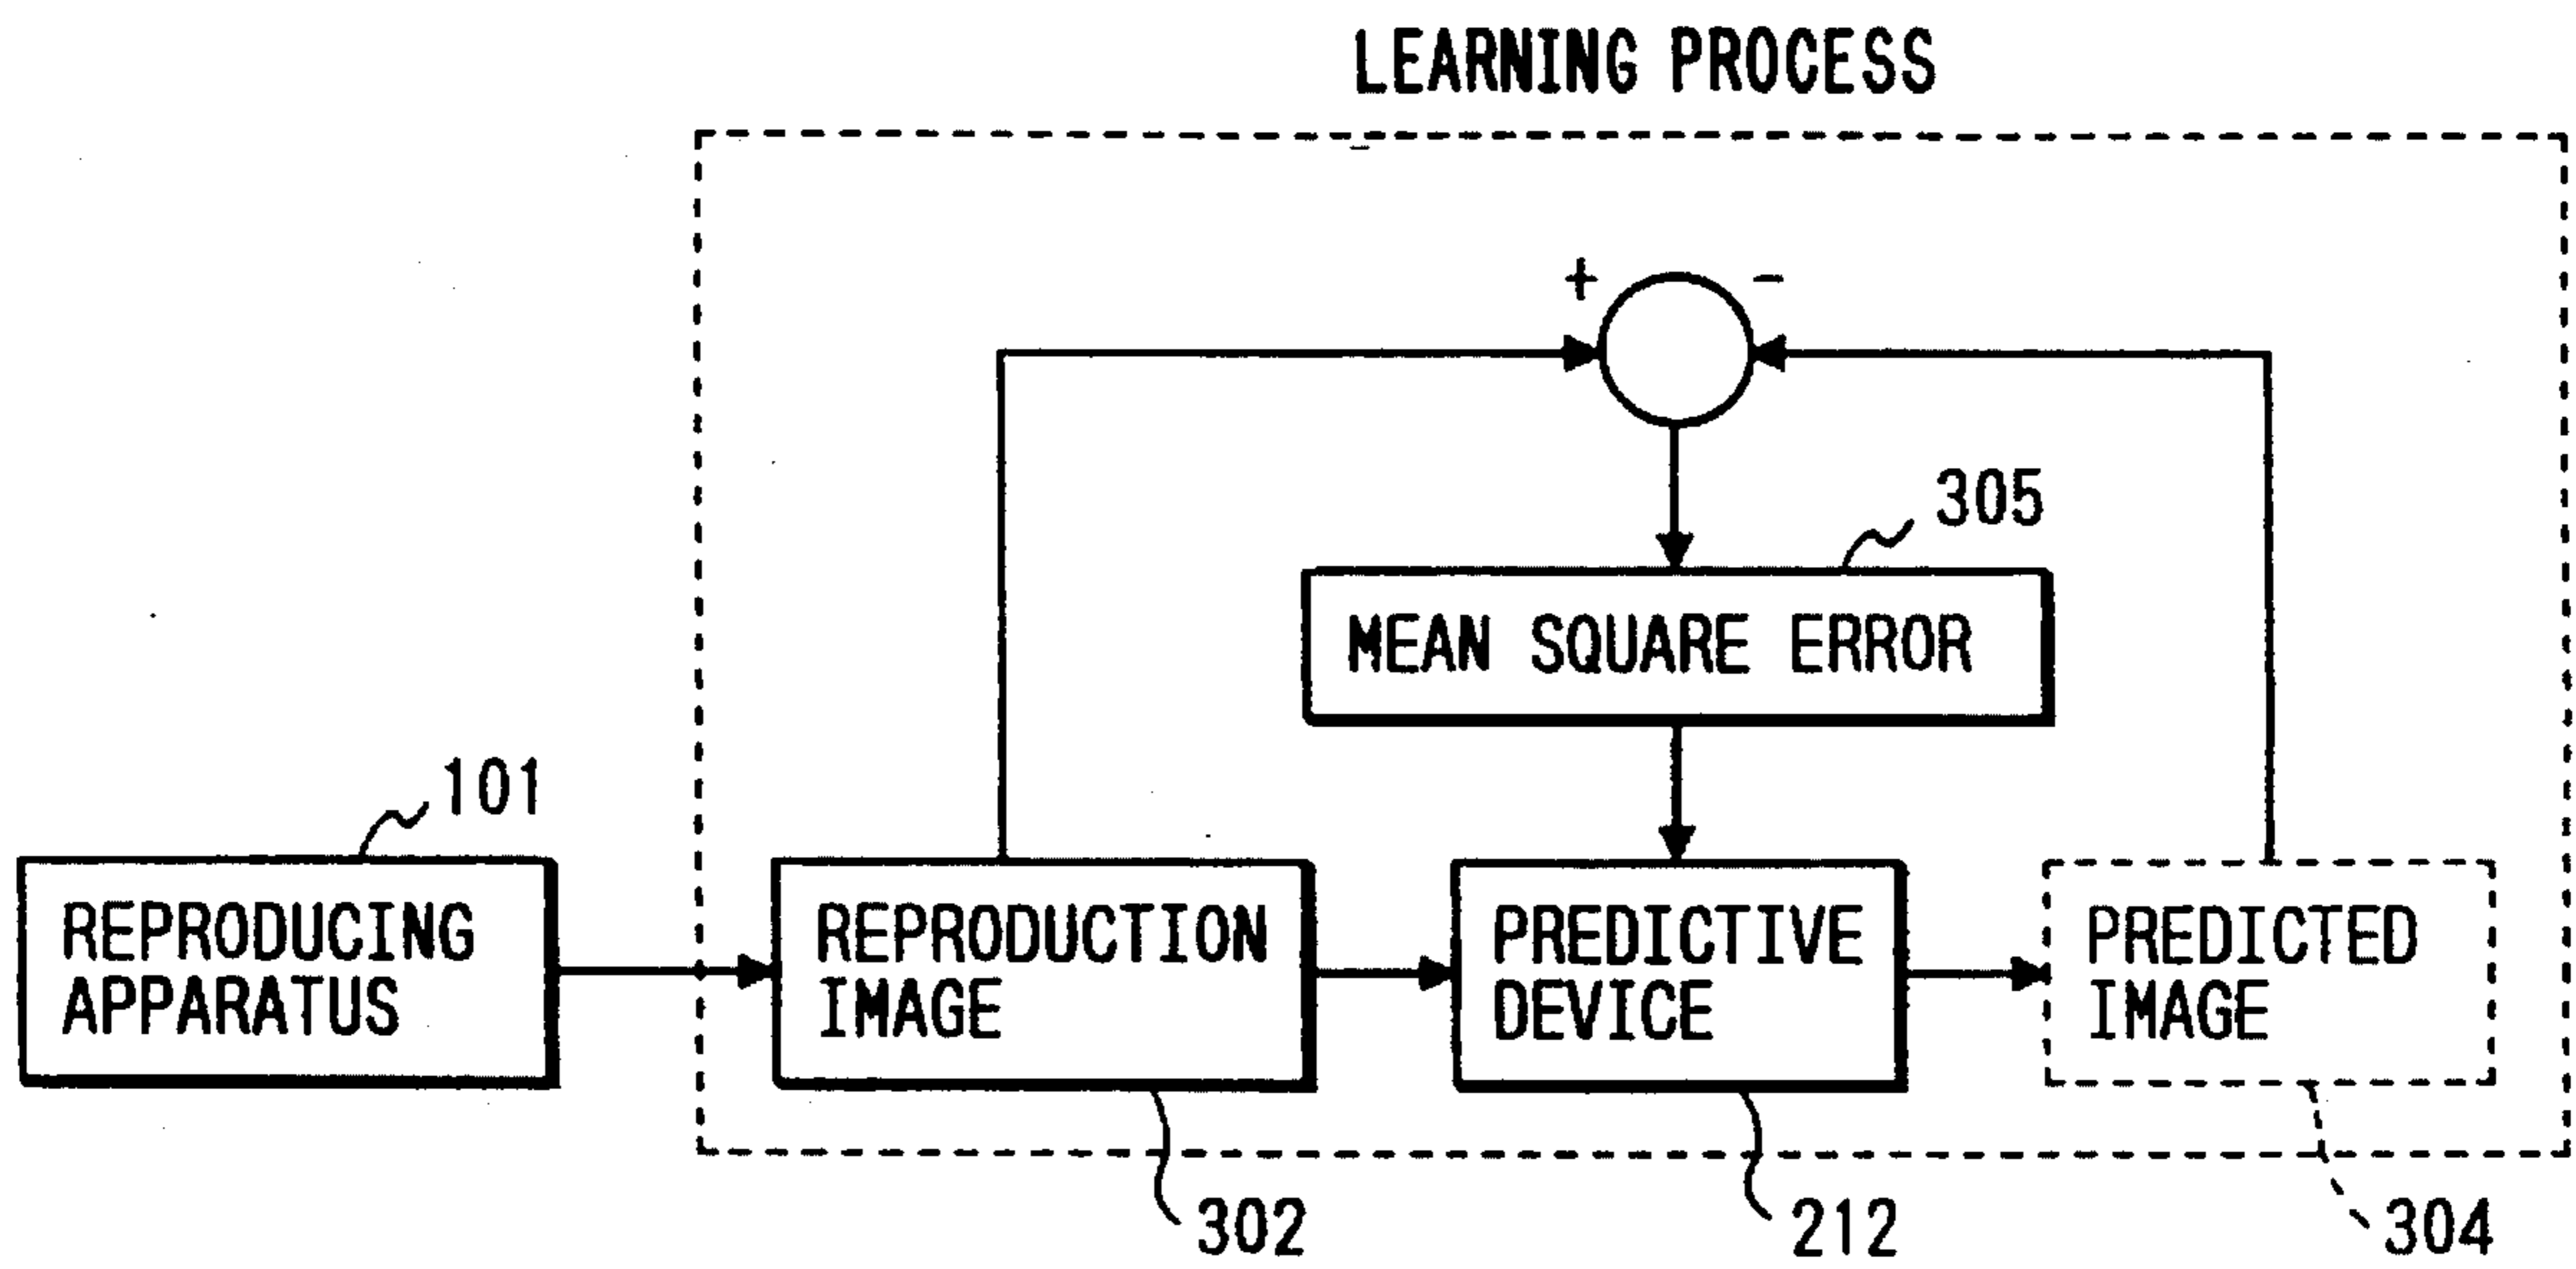 LEARNING PROCESS
+ -
305
MEAN SQUARE ERROR
101
REPRODUCING
APPARATUS
REPRODUCTION
IMAGE
PREDICTIVE
DEVICE
PREDICTED
IMAGE
302
212
304